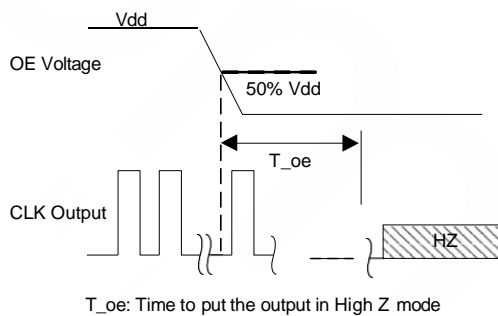 Vdd
OE Voltage
50% Vdd
T_oe
CLK Output
HZ
T_oe: Time to put the output in High Z mode